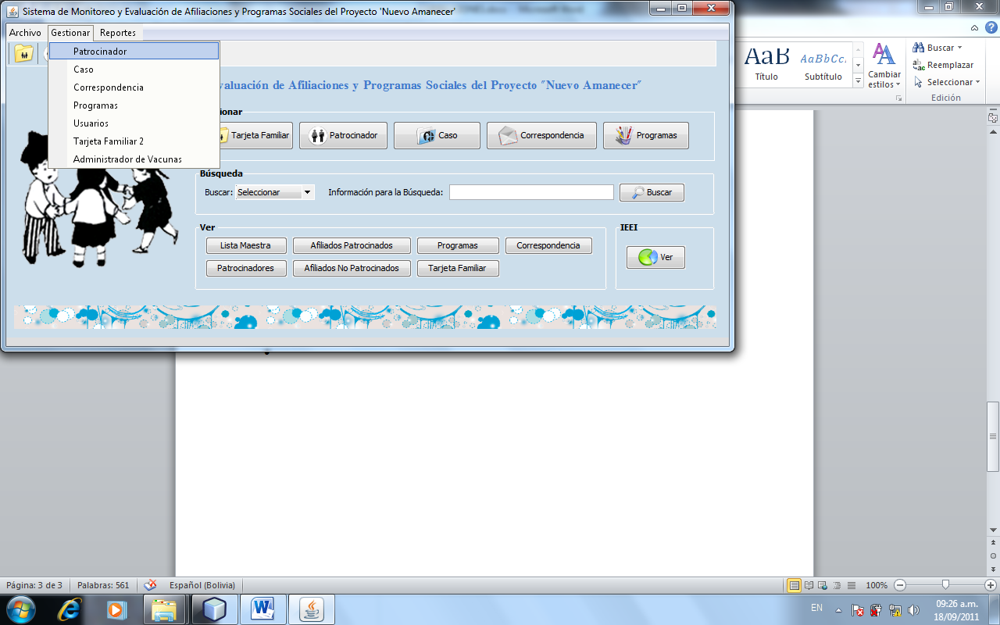 Sistema de Monitoreo y Evaluación de Afiliaciones y Programas Sociales del Proyecto 'Nuevo Amanecer'
Archivo Gestionar Reportes
Patrocinador
Caso
Correspondencia
Programas
Usuarios
Tarjeta Familiar 2
Administrador de Vacunas
valuación de Afiliaciones y Programas Sociales del Proyecto "Nuevo Amanecer"
ionar
Tarjeta Familiar Patrocinador Caso Correspondencia Programas
Búsqueda
Buscar: Seleccionar Información para la Búsqueda: Buscar
Ver
Lista Maestra Afiliados Patrocinados Programas Correspondencia
Patrocinadores Afiliados No Patrocinados Tarjeta Familiar
IEEI
Ver
AaB AaBbCc.
Título Subtítulo
Cambiar estilos
Buscar
Reemplazar
Seleccionar
Edición
Página: 3 de 3 Palabras: 561 Español (Bolivia) 100%
EN 09:26 a.m.
18/09/2011